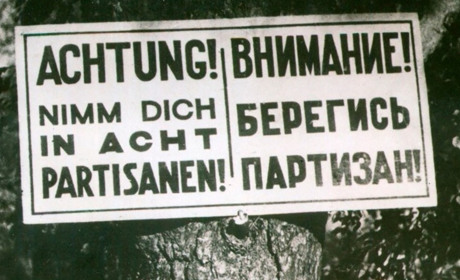 ACHTUNG!
NIMM DICH
IN ACHT
PARTISANEN!
ВНИМАНИЕ!
БЕРЕГИСЬ
ПАРТИЗАН!